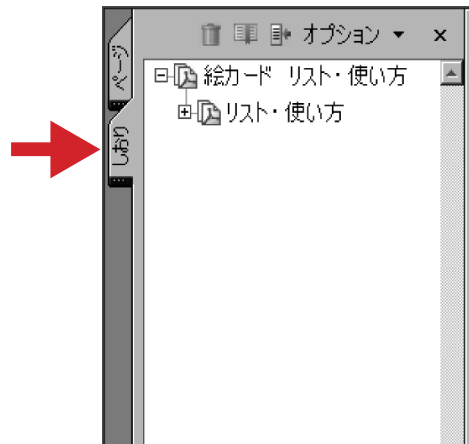 オプション
ページ
絵カード リスト・使い方
リスト・使い方
しおり